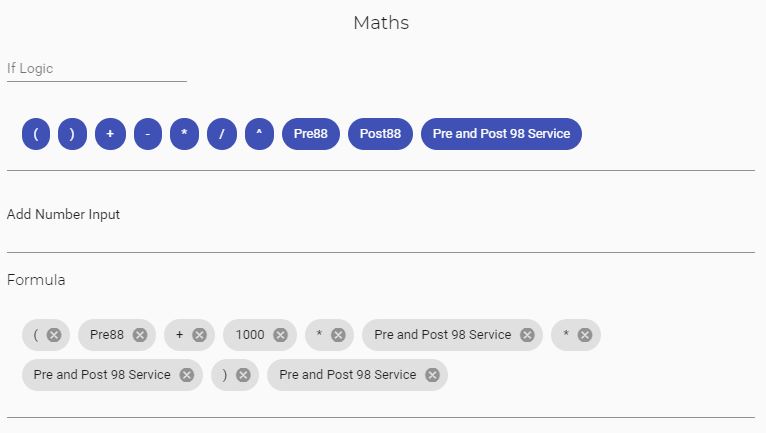 Maths
If Logic
( ) + - * / ^ Pre88 Post88 Pre and Post 98 Service
Add Number Input
Formula
( Pre88 + 1000 * Pre and Post 98 Service *
Pre and Post 98 Service ) Pre and Post 98 Service